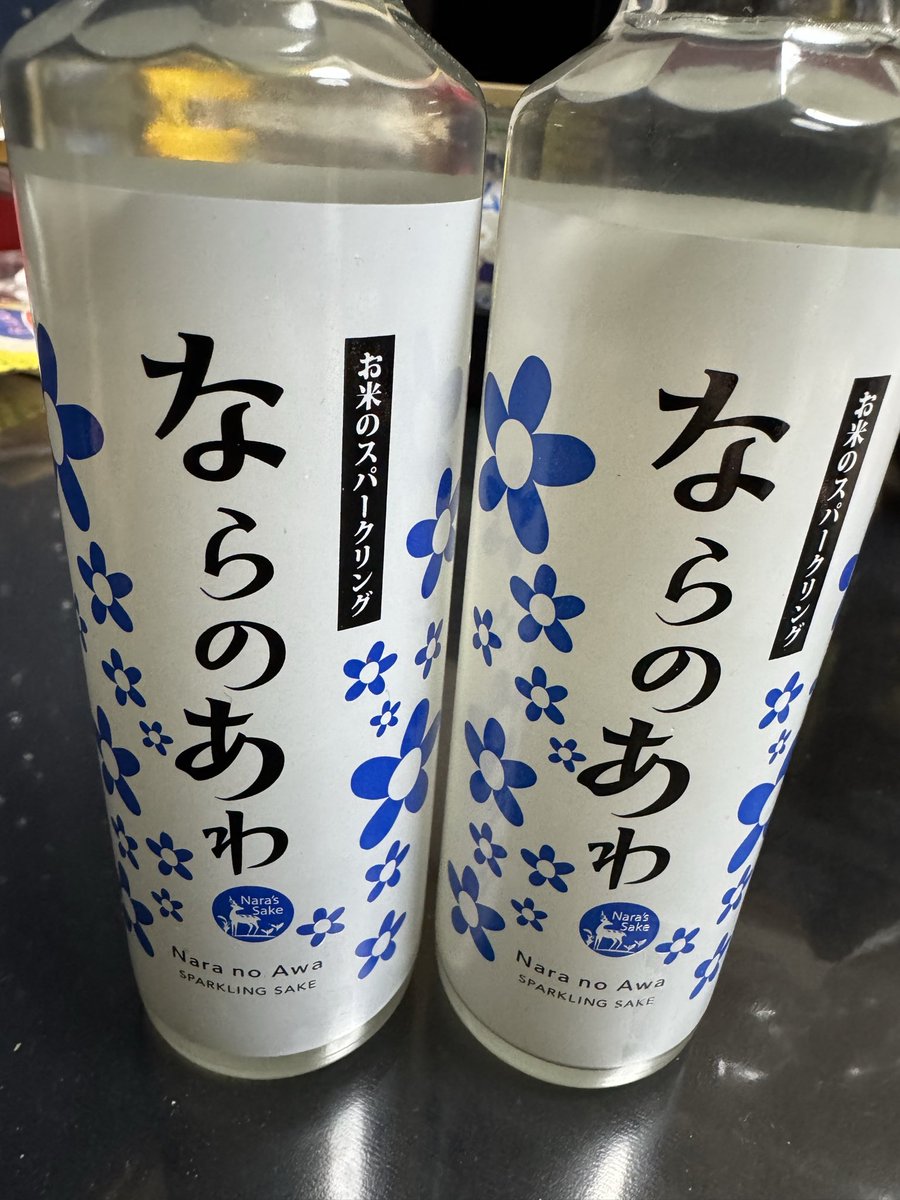 お米のスパークリング
ならのあわ
Nara's
Sake
Nara no Awa
SPARKLING SAKE
お米のスパークリング
ならのあわ
Nara's
Sake
Nara no Awa
SPARKLING SAKE